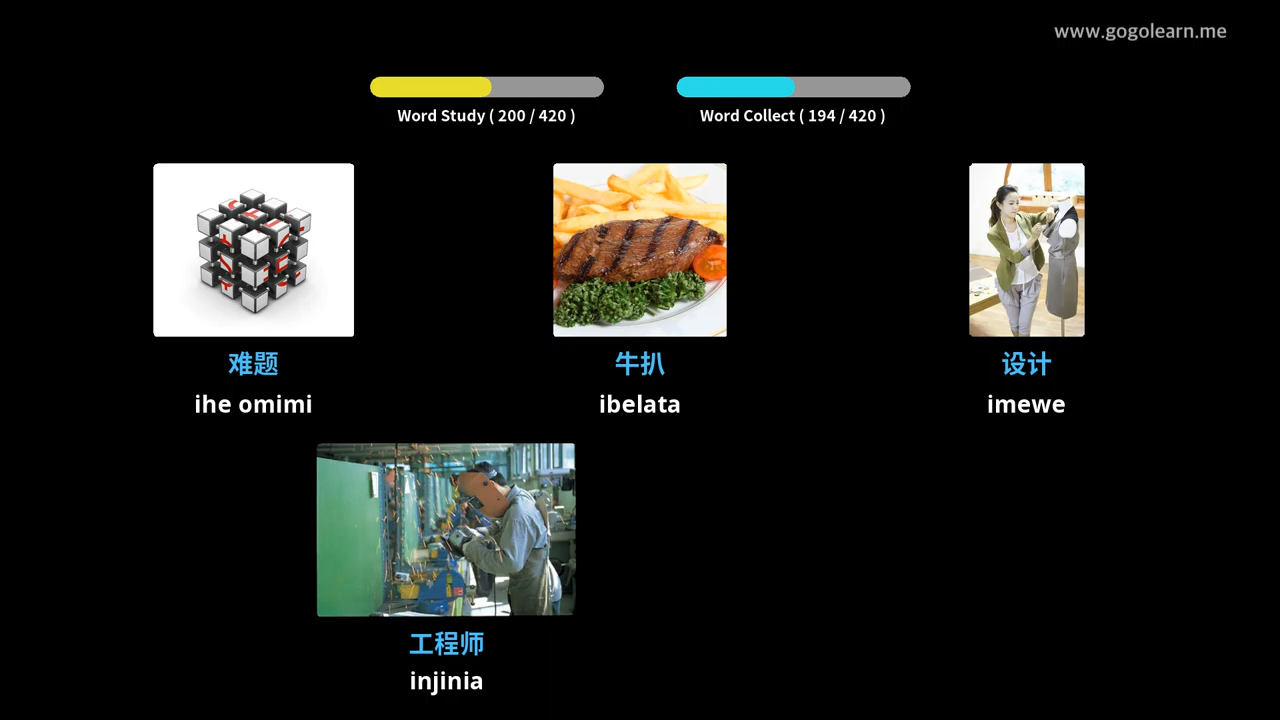 www.gogolearn.me
Word Study ( 200 / 420 )
Word Collect ( 194 / 420 )
难题
ihe omimi
牛扒
ibelata
设计
imewe
工程师
injinia